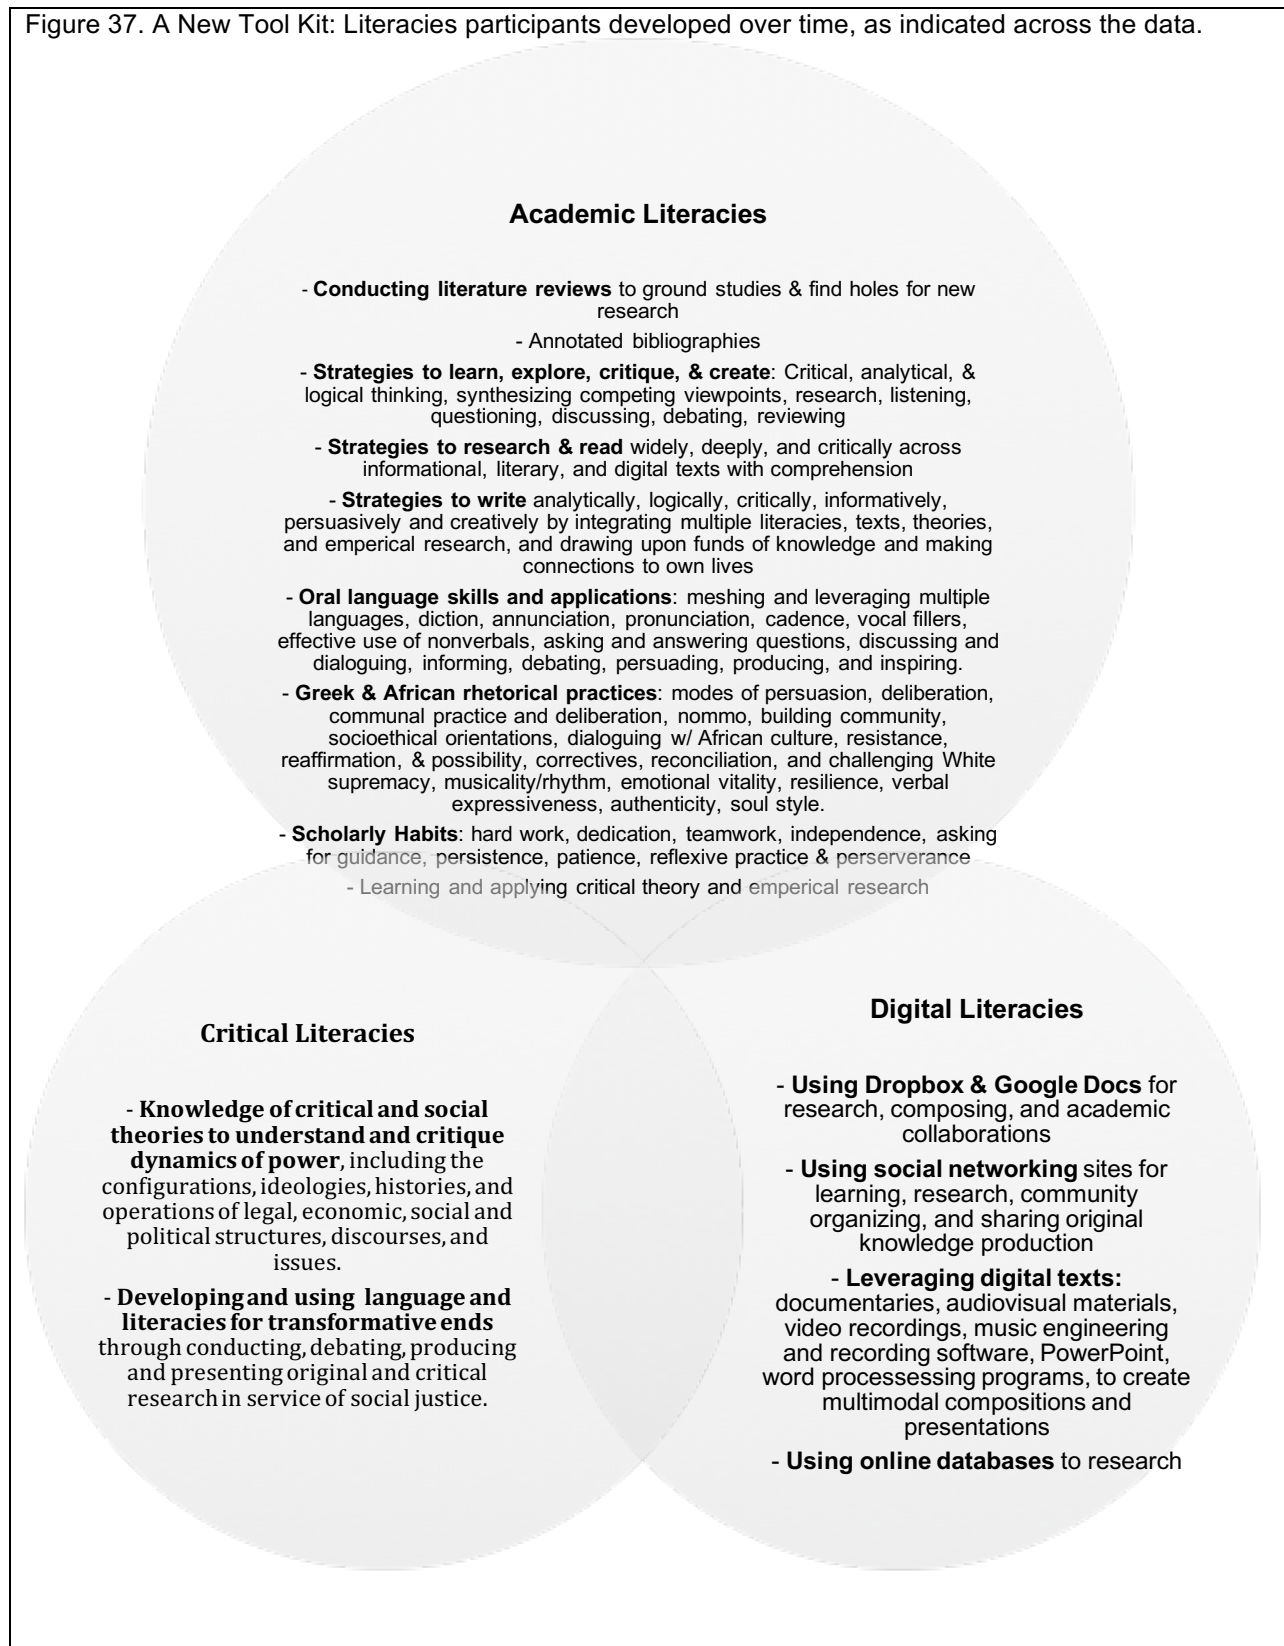 Figure 37. A New Tool Kit: Literacies participants developed over time, as indicated across the data.
Academic Literacies
- Conducting literature reviews to ground studies & find holes for new
research
- Annotated bibliographies
- Strategies to learn, explore, critique, & create: Critical, analytical, &
logical thinking, synthesizing competing viewpoints, research, listening,
questioning, discussing, debating, reviewing
- Strategies to research & read widely, deeply, and critically across
informational, literary, and digital texts with comprehension
- Strategies to write analytically, logically, critically, informatively,
persuasively and creatively by integrating multiple literacies, texts, theories,
and emperical research, and drawing upon funds of knowledge and making
connections to own lives
- Oral language skills and applications: meshing and leveraging multiple
languages, diction, annunciation, pronunciation, cadence, vocal fillers,
effective use of nonverbals, asking and answering questions, discussing and
dialoguing, informing, debating, persuading, producing, and inspiring.
- Greek & African rhetorical practices: modes of persuasion, deliberation,
communal practice and deliberation, nommo, building community,
socioethical orientations, dialoguing w/ African culture, resistance,
reaffirmation, & possibility, correctives, reconciliation, and challenging White
supremacy, musicality/rhythm, emotional vitality, resilience, verbal
expressiveness, authenticity, soul style.
- Scholarly Habits: hard work, dedication, teamwork, independence, asking
for guidance, persistence, patience, reflexive practice & perserverance
- Learning and applying critical theory and emperical research
Critical Literacies
- Knowledge of critical and social
theories to understand and critique
dynamics of power, including the
configurations, ideologies, histories, and
operations of legal, economic, social and
political structures, discourses, and
issues.
- Developing and using language and
literacies for transformative ends
through conducting, debating, producing
and presenting original and critical
research in service of social justice.
Digital Literacies
- Using Dropbox & Google Docs for
research, composing, and academic
collaborations
- Using social networking sites for
learning, research, community
organizing, and sharing original
knowledge production
- Leveraging digital texts:
documentaries, audiovisual materials,
video recordings, music engineering
and recording software, PowerPoint,
word processessing programs, to create
multimodal compositions and
presentations
- Using online databases to research